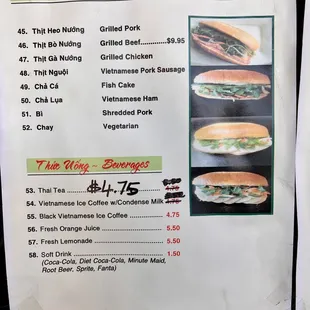 45. Thịt Heo Nướng Grilled Pork
46. Thịt Bò Nướng Grilled Beef..............$9.95
47. Thịt Gà Nướng Grilled Chicken
48. Thịt Nguội Vietnamese Pork Sausage
49. Chả Cá Fish Cake
50. Chả Lụa Vietnamese Ham
51. Bì Shredded Pork
52. Chay Vegetarian
Thức Uống - Beverages
53. Thai Tea $4.75
54. Vietnamese Ice Coffee w/Condense Milk
55. Black Vietnamese Ice Coffee ............. 4.75
56. Fresh Orange Juice ........................ 5.50
57. Fresh Lemonade ............................ 5.50
58. Soft Drink ................................... 1.50
(Coca-Cola, Diet Coca-Cola, Minute Maid,
Root Beer, Sprite, Fanta)